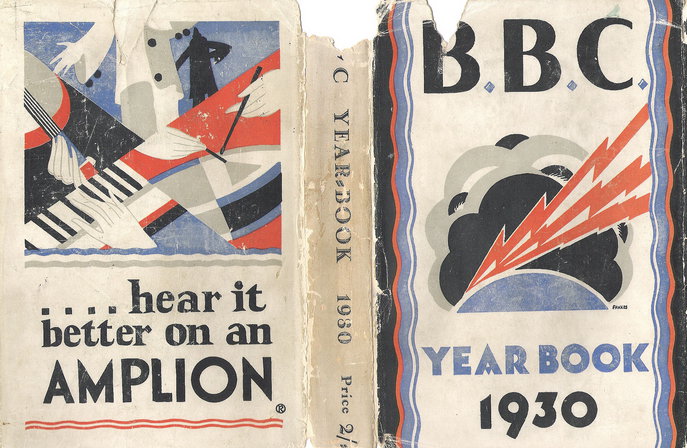 .... hear it
better on an
AMPLION
®
C YEAR-BOOK 1930 Price 2/
B.B.C.
YEAR BOOK
1930